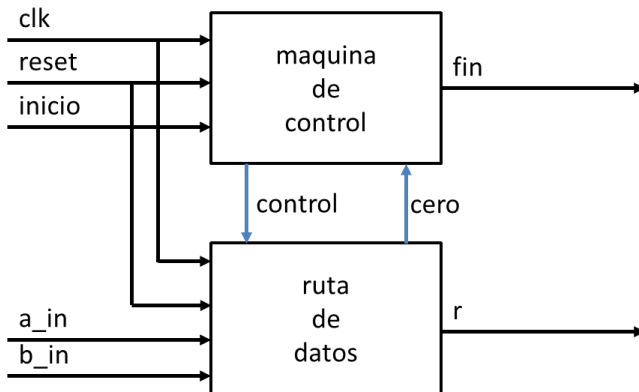 clk
reset
inicio
maquina
de
control
fin
control
cero
ruta
de
datos
a_in
b_in
r